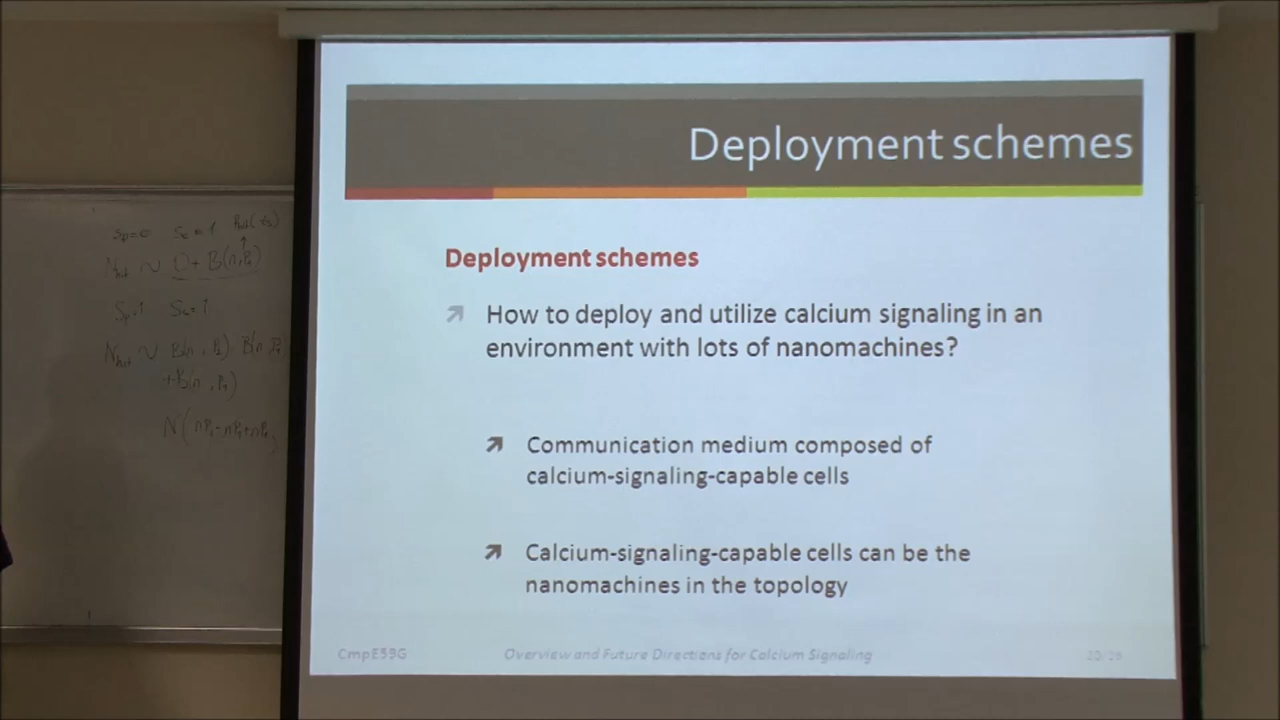 Deployment schemes
Deployment schemes
How to deploy and utilize calcium signaling in an
environment with lots of nanomachines?
Communication medium composed of
calcium-signaling-capable cells
Calcium-signaling-capable cells can be the
nanomachines in the topology
CmpE59G Overview and Future Directions for Calcium Signaling